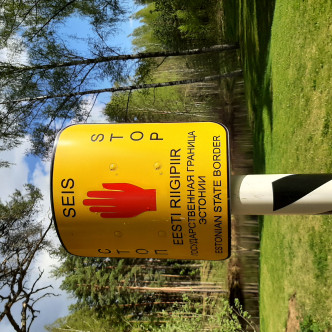 SEIS
СТОП
STOP
EESTI RIIGIPIIR
ГОСУДАРСТВЕННАЯ ГРАНИЦА
ЭСТОНИИ
ESTONIAN STATE BORDER